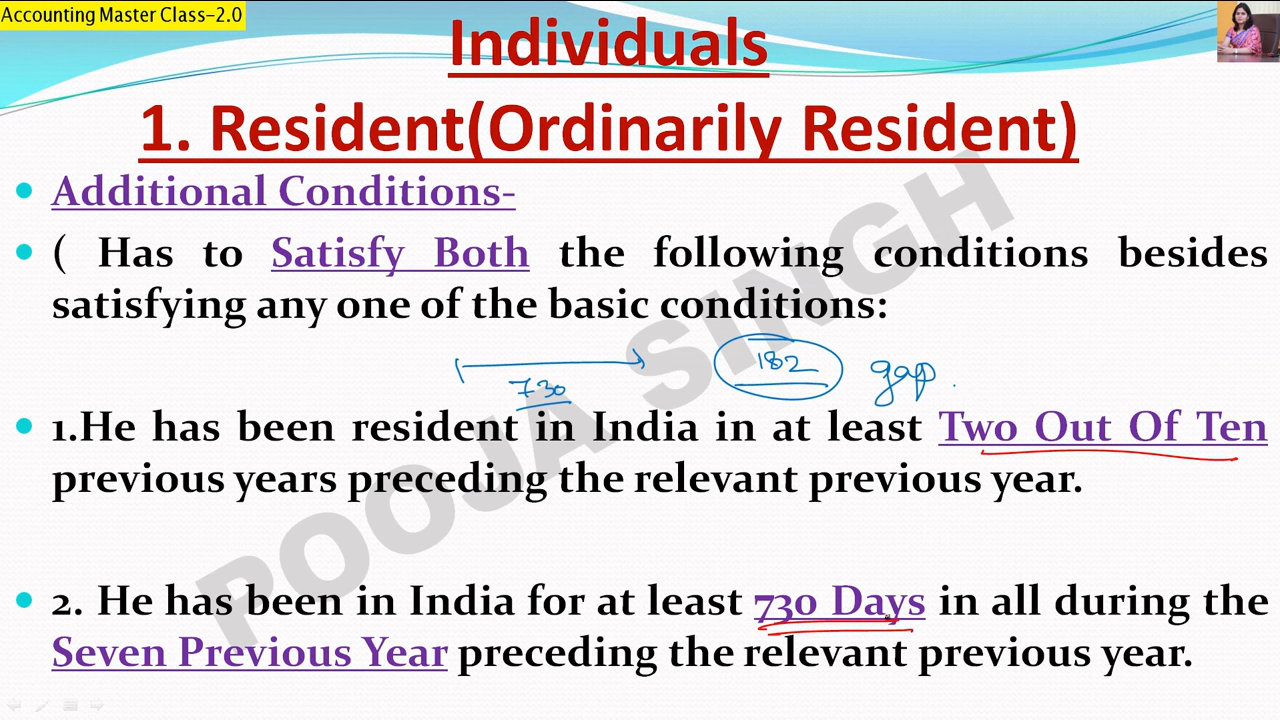 Accounting Master Class-2.0
Individuals
1. Resident(Ordinarily Resident)
• Additional Conditions-
• ( Has to Satisfy Both the following conditions besides
satisfying any one of the basic conditions:
730 182 gap.
• 1.He has been resident in India in at least Two Out Of Ten
previous years preceding the relevant previous year.
• 2. He has been in India for at least 730 Days in all during the
Seven Previous Year preceding the relevant previous year.
POOJA SINGH